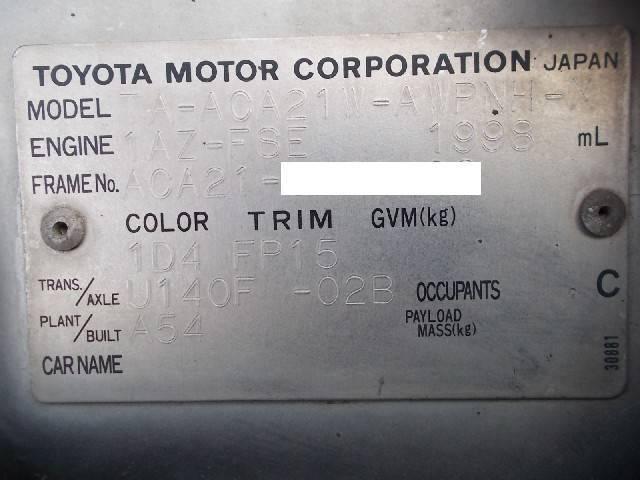 TOYOTA MOTOR CORPORATION JAPAN
MODEL TA-ACA21W-AWPNH-
ENGINE 1AZ-FSE 1998 mL
FRAME No. ACA21-
COLOR TRIM GVM(kg)
1D4 FP15
TRANS./AXLE U140F -02B OCCUPANTS C
PLANT/BUILT A54 PAYLOAD MASS(kg)
CAR NAME
30881